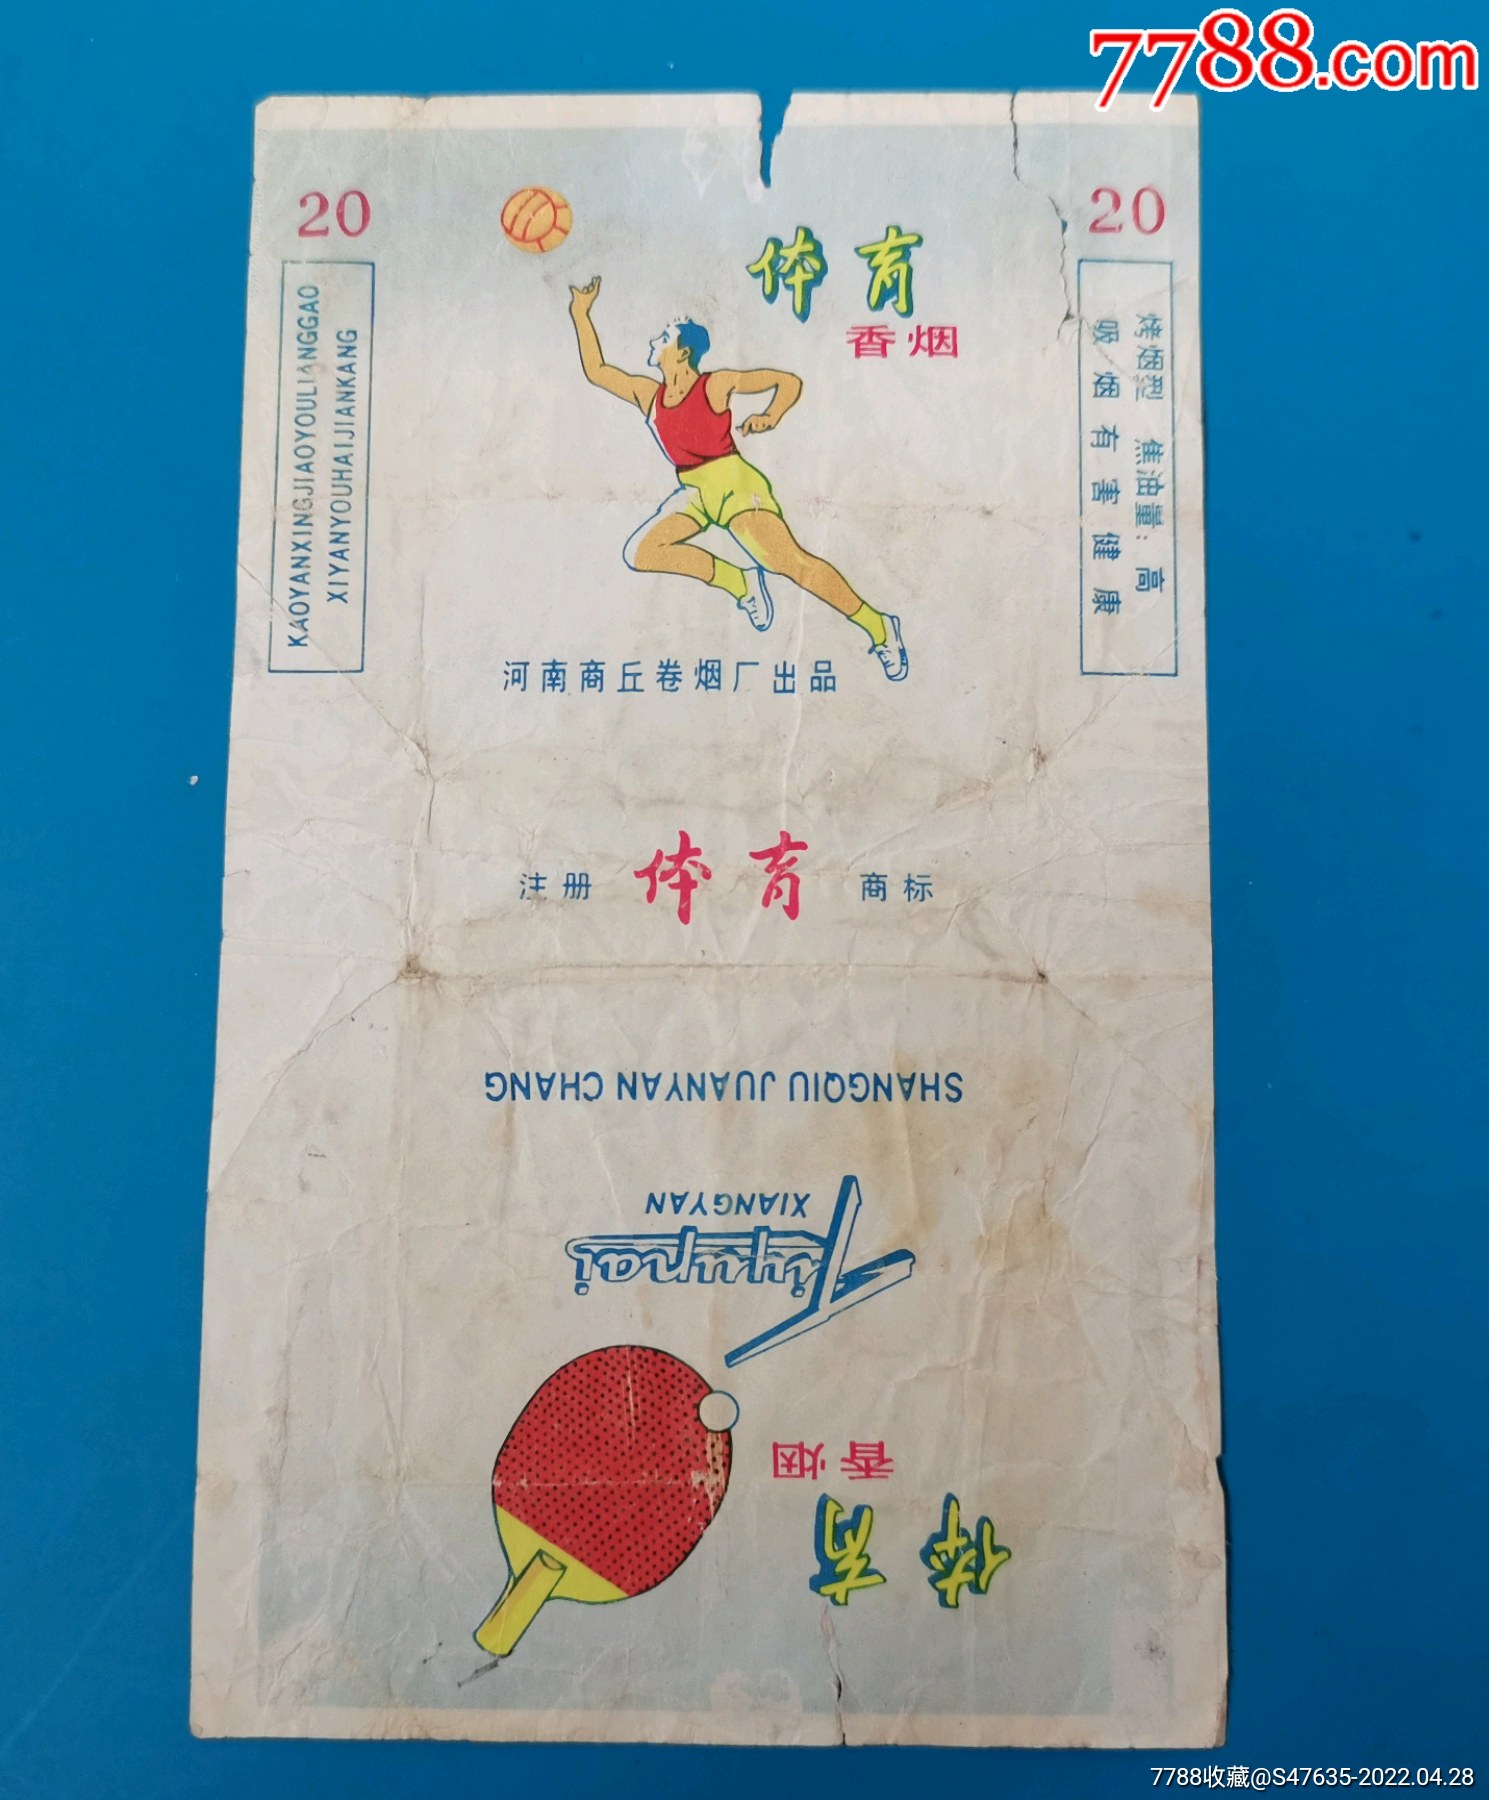 7788.com
20
20
体育
香烟
KAOYANXINGJIAOYOULIANGGAO
XIYANYOUHAIJIANKANG
烤烟型 焦油量:高
吸烟有害健康
河南商丘卷烟厂出品
注册 体育 商标
SHANGQIU JUANYAN CHANG
XIANGYAN
Tiyupai
香烟
体育
7788收藏@S47635-2022.04.28